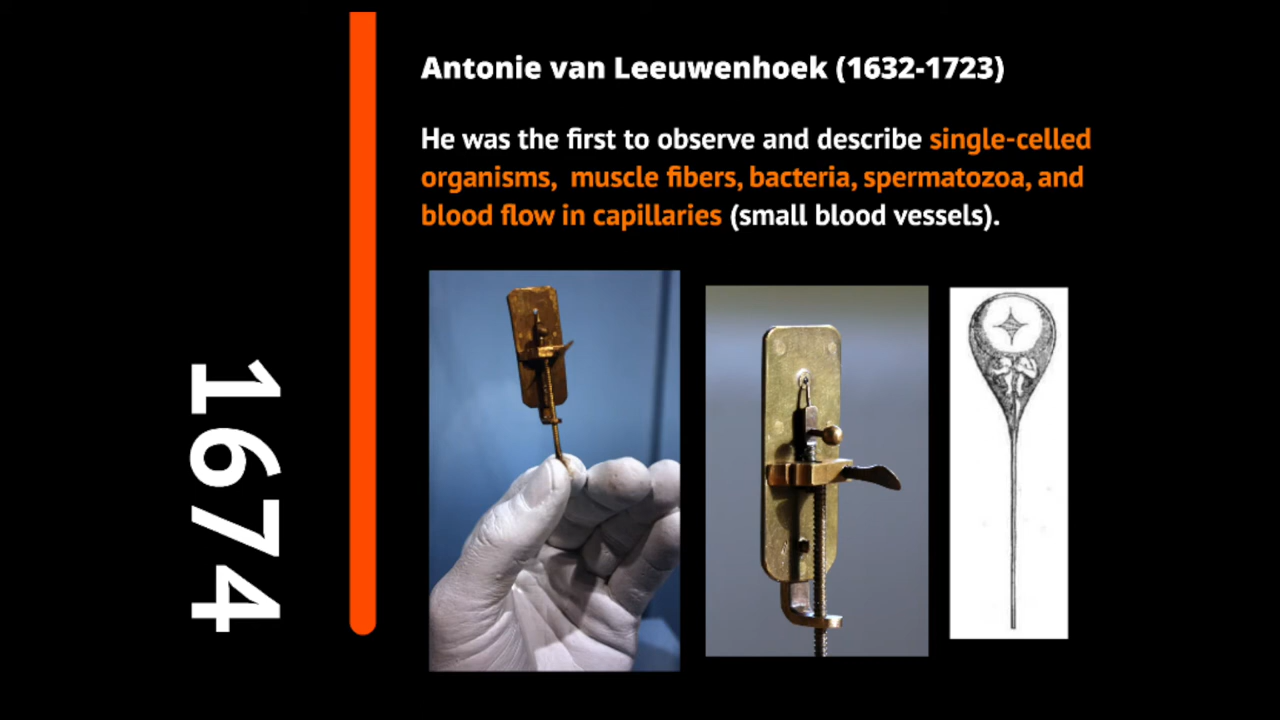 Antonie van Leeuwenhoek (1632-1723)
He was the first to observe and describe single-celled
organisms,  muscle fibers, bacteria, spermatozoa, and
blood flow in capillaries (small blood vessels).
1674